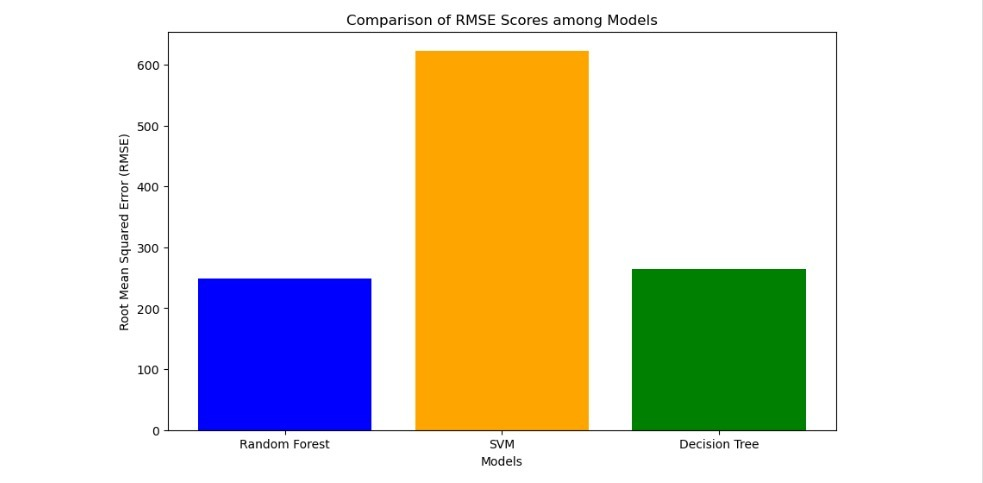 Comparison of RMSE Scores among Models
Root Mean Squared Error (RMSE)
600
500
400
300
200
100
0
Random Forest
SVM
Decision Tree
Models